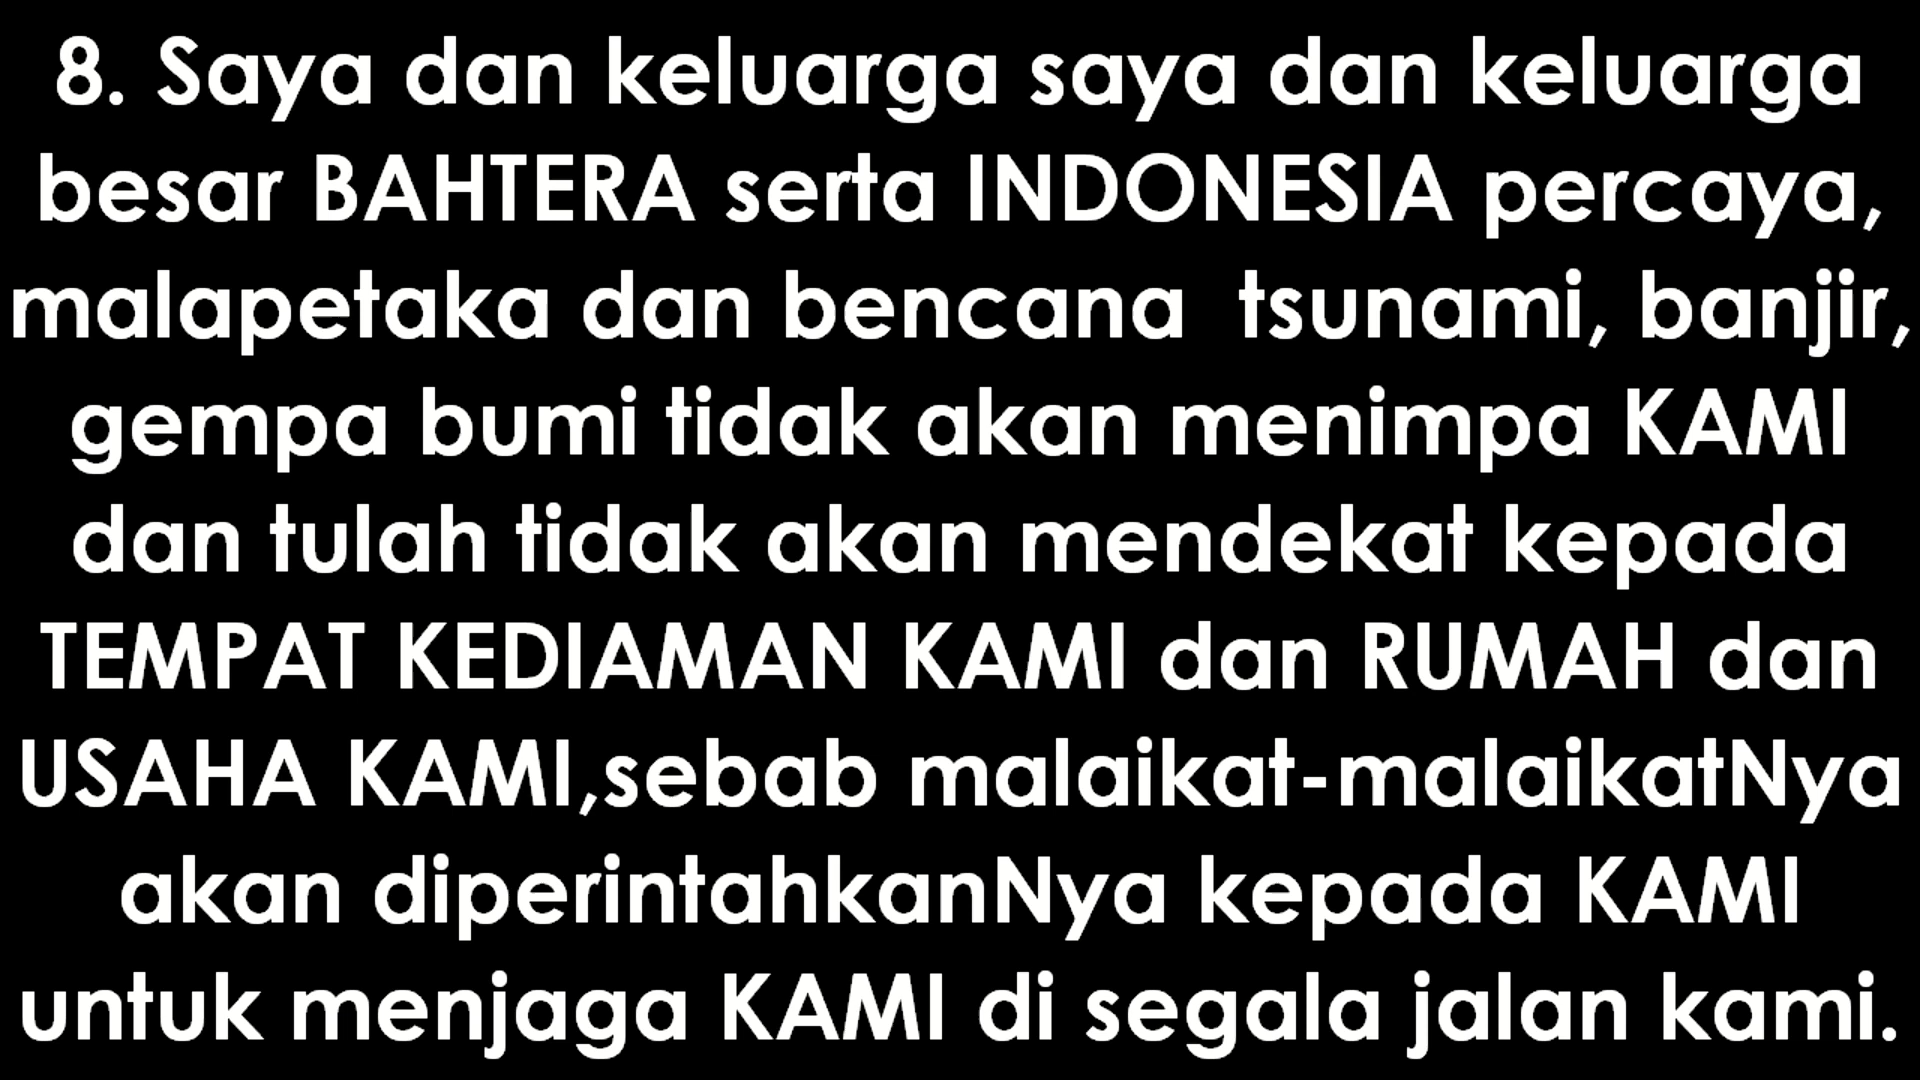 8. Saya dan keluarga saya dan keluarga
besar BAHTERA serta INDONESIA percaya,
malapetaka dan bencana  tsunami, banjir,
gempa bumi tidak akan menimpa KAMI
dan tulah tidak akan mendekat kepada
TEMPAT KEDIAMAN KAMI dan RUMAH dan
USAHA KAMI,sebab malaikat-malaikatNya
akan diperintahkanNya kepada KAMI
untuk menjaga KAMI di segala jalan kami.